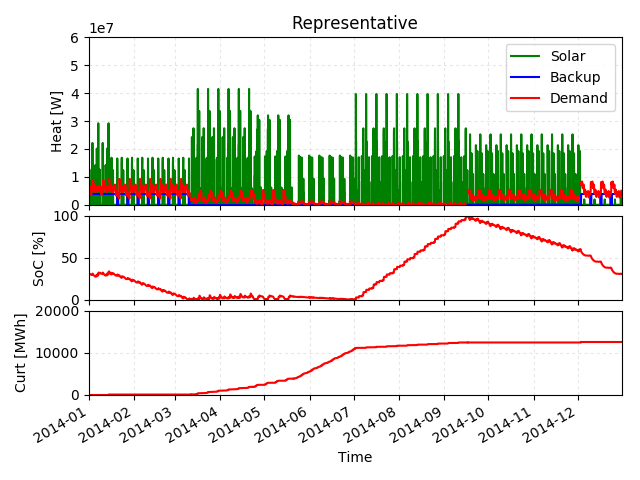 Representative
1e7
6
5
4
3
2
1
0
Heat [W]
Solar
Backup
Demand
100
50
0
SoC [%]
20000
10000
0
Curt [MWh]
2014-01
2014-02
2014-03
2014-04
2014-05
2014-06
2014-07
2014-08
2014-09
2014-10
2014-11
2014-12
Time